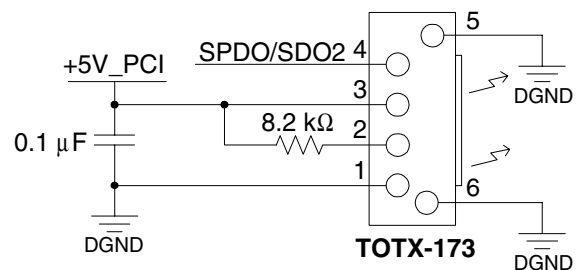 5
SPDO/SDO2 4
+5V_PCI
3
DGND
8.2 kΩ
2
0.1 μF
1
6
DGND
TOTX-173
DGND